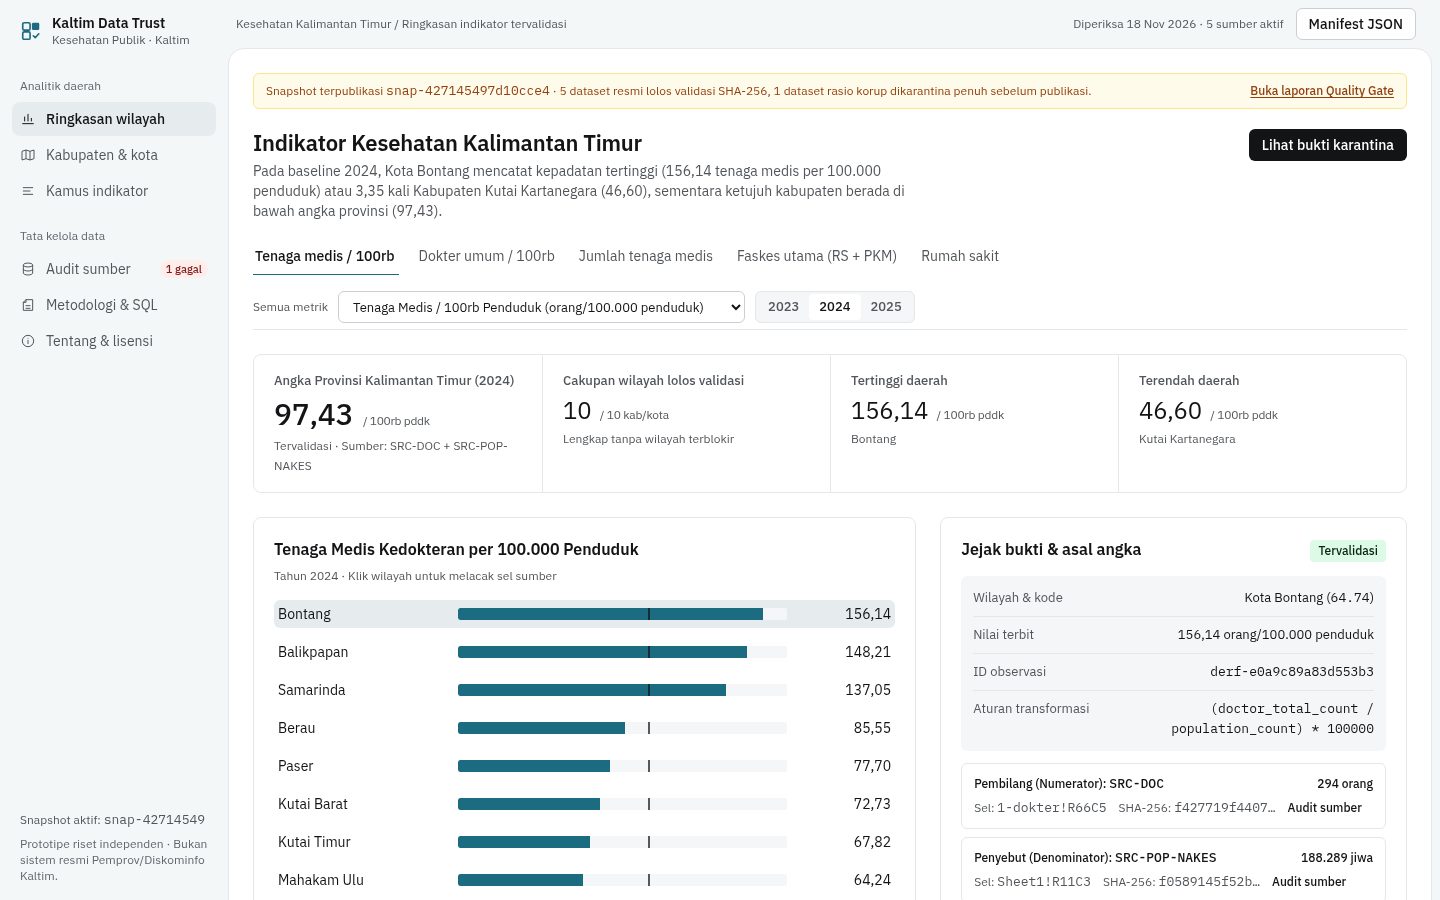 Kaltim Data Trust
Kesehatan Publik · Kaltim
Analitik daerah
Ringkasan wilayah
Kabupaten & kota
Kamus indikator
Tata kelola data
Audit sumber
1 gagal
Metodologi & SQL
Tentang & lisensi
Snapshot aktif: snap-42714549
Prototipe riset independen · Bukan
sistem resmi Pemprov/Diskominfo
Kaltim.
Kesehatan Kalimantan Timur / Ringkasan indikator tervalidasi
Diperiksa 18 Nov 2026 · 5 sumber aktif
Manifest JSON
Snapshot terpublikasi snap-427145497d10cce4 · 5 dataset resmi lolos validasi SHA-256, 1 dataset rasio korup dikarantina penuh sebelum publikasi.
Buka laporan Quality Gate
Indikator Kesehatan Kalimantan Timur
Lihat bukti karantina
Pada baseline 2024, Kota Bontang mencatat kepadatan tertinggi (156,14 tenaga medis per 100.000
penduduk) atau 3,35 kali Kabupaten Kutai Kartanegara (46,60), sementara ketujuh kabupaten berada di
bawah angka provinsi (97,43).
Tenaga medis / 100rb
Dokter umum / 100rb
Jumlah tenaga medis
Faskes utama (RS + PKM)
Rumah sakit
Semua metrik
Tenaga Medis / 100rb Penduduk (orang/100.000 penduduk)
2023
2024
2025
Angka Provinsi Kalimantan Timur (2024)
97,43 / 100rb pddk
Tervalidasi · Sumber: SRC-DOC + SRC-POP-
NAKES
Cakupan wilayah lolos validasi
10 / 10 kab/kota
Lengkap tanpa wilayah terblokir
Tertinggi daerah
156,14 / 100rb pddk
Bontang
Terendah daerah
46,60 / 100rb pddk
Kutai Kartanegara
Tenaga Medis Kedokteran per 100.000 Penduduk
Tahun 2024 · Klik wilayah untuk melacak sel sumber
Bontang 156,14
Balikpapan 148,21
Samarinda 137,05
Berau 85,55
Paser 77,70
Kutai Barat 72,73
Kutai Timur 67,82
Mahakam Ulu 64,24
Jejak bukti & asal angka
Tervalidasi
Wilayah & kode Kota Bontang (64.74)
Nilai terbit 156,14 orang/100.000 penduduk
ID observasi derf-e0a9c89a83d553b3
Aturan transformasi (doctor_total_count /
population_count) * 100000
Pembilang (Numerator): SRC-DOC 294 orang
Sel: 1-dokter!R66C5 SHA-256: f427719f4407… Audit sumber
Penyebut (Denominator): SRC-POP-NAKES 188.289 jiwa
Sel: Sheet1!R11C3 SHA-256: f0589145f52b… Audit sumber